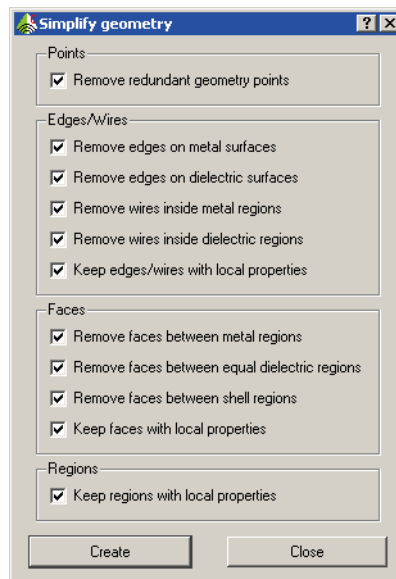 Simplify geometry
Points
Remove redundant geometry points
Edges/Wires
Remove edges on metal surfaces
Remove edges on dielectric surfaces
Remove wires inside metal regions
Remove wires inside dielectric regions
Keep edges/wires with local properties
Faces
Remove faces between metal regions
Remove faces between equal dielectric regions
Remove faces between shell regions
Keep faces with local properties
Regions
Keep regions with local properties
Create Close